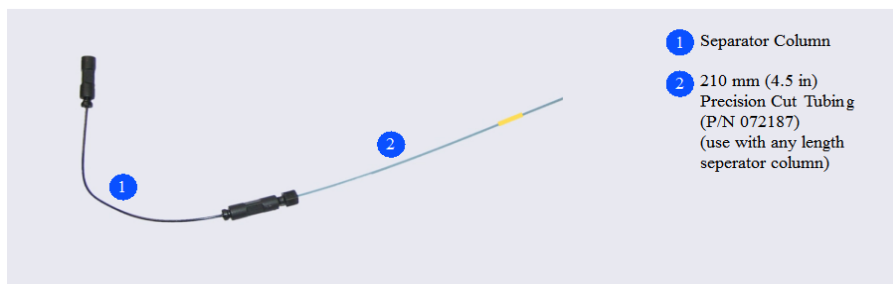 1 Separator Column
2 210 mm (4.5 in)
Precision Cut Tubing
(P/N 072187)
(use with any length
seperator column)
2
1